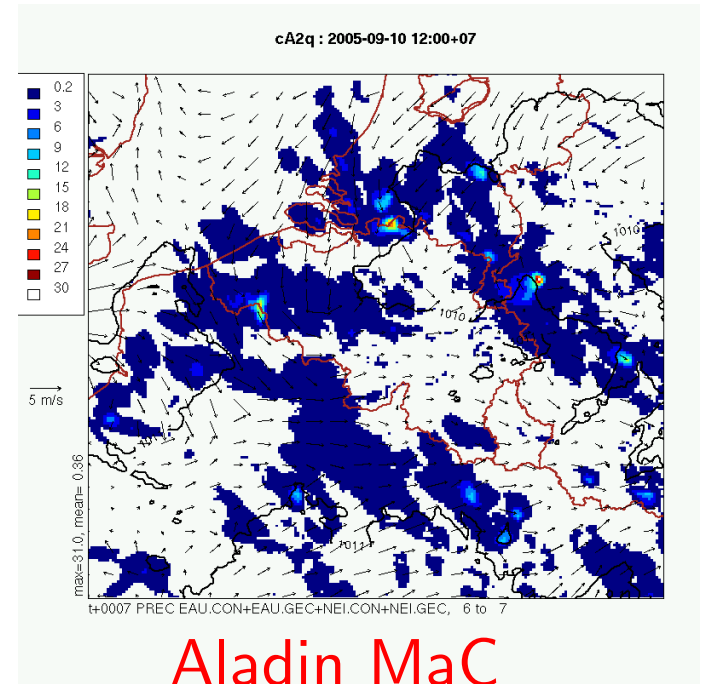 cA2q : 2005-09-10 12:00+07
0.2
3
6
9
12
15
18
21
24
27
30
5 m/s
max=31.0, mean= 0.36
1010
1010
1011
t+0007 PREC EAU.CON+EAU.GEC+NEI.CON+NEI.GEC, 6 to 7
Aladin MaC